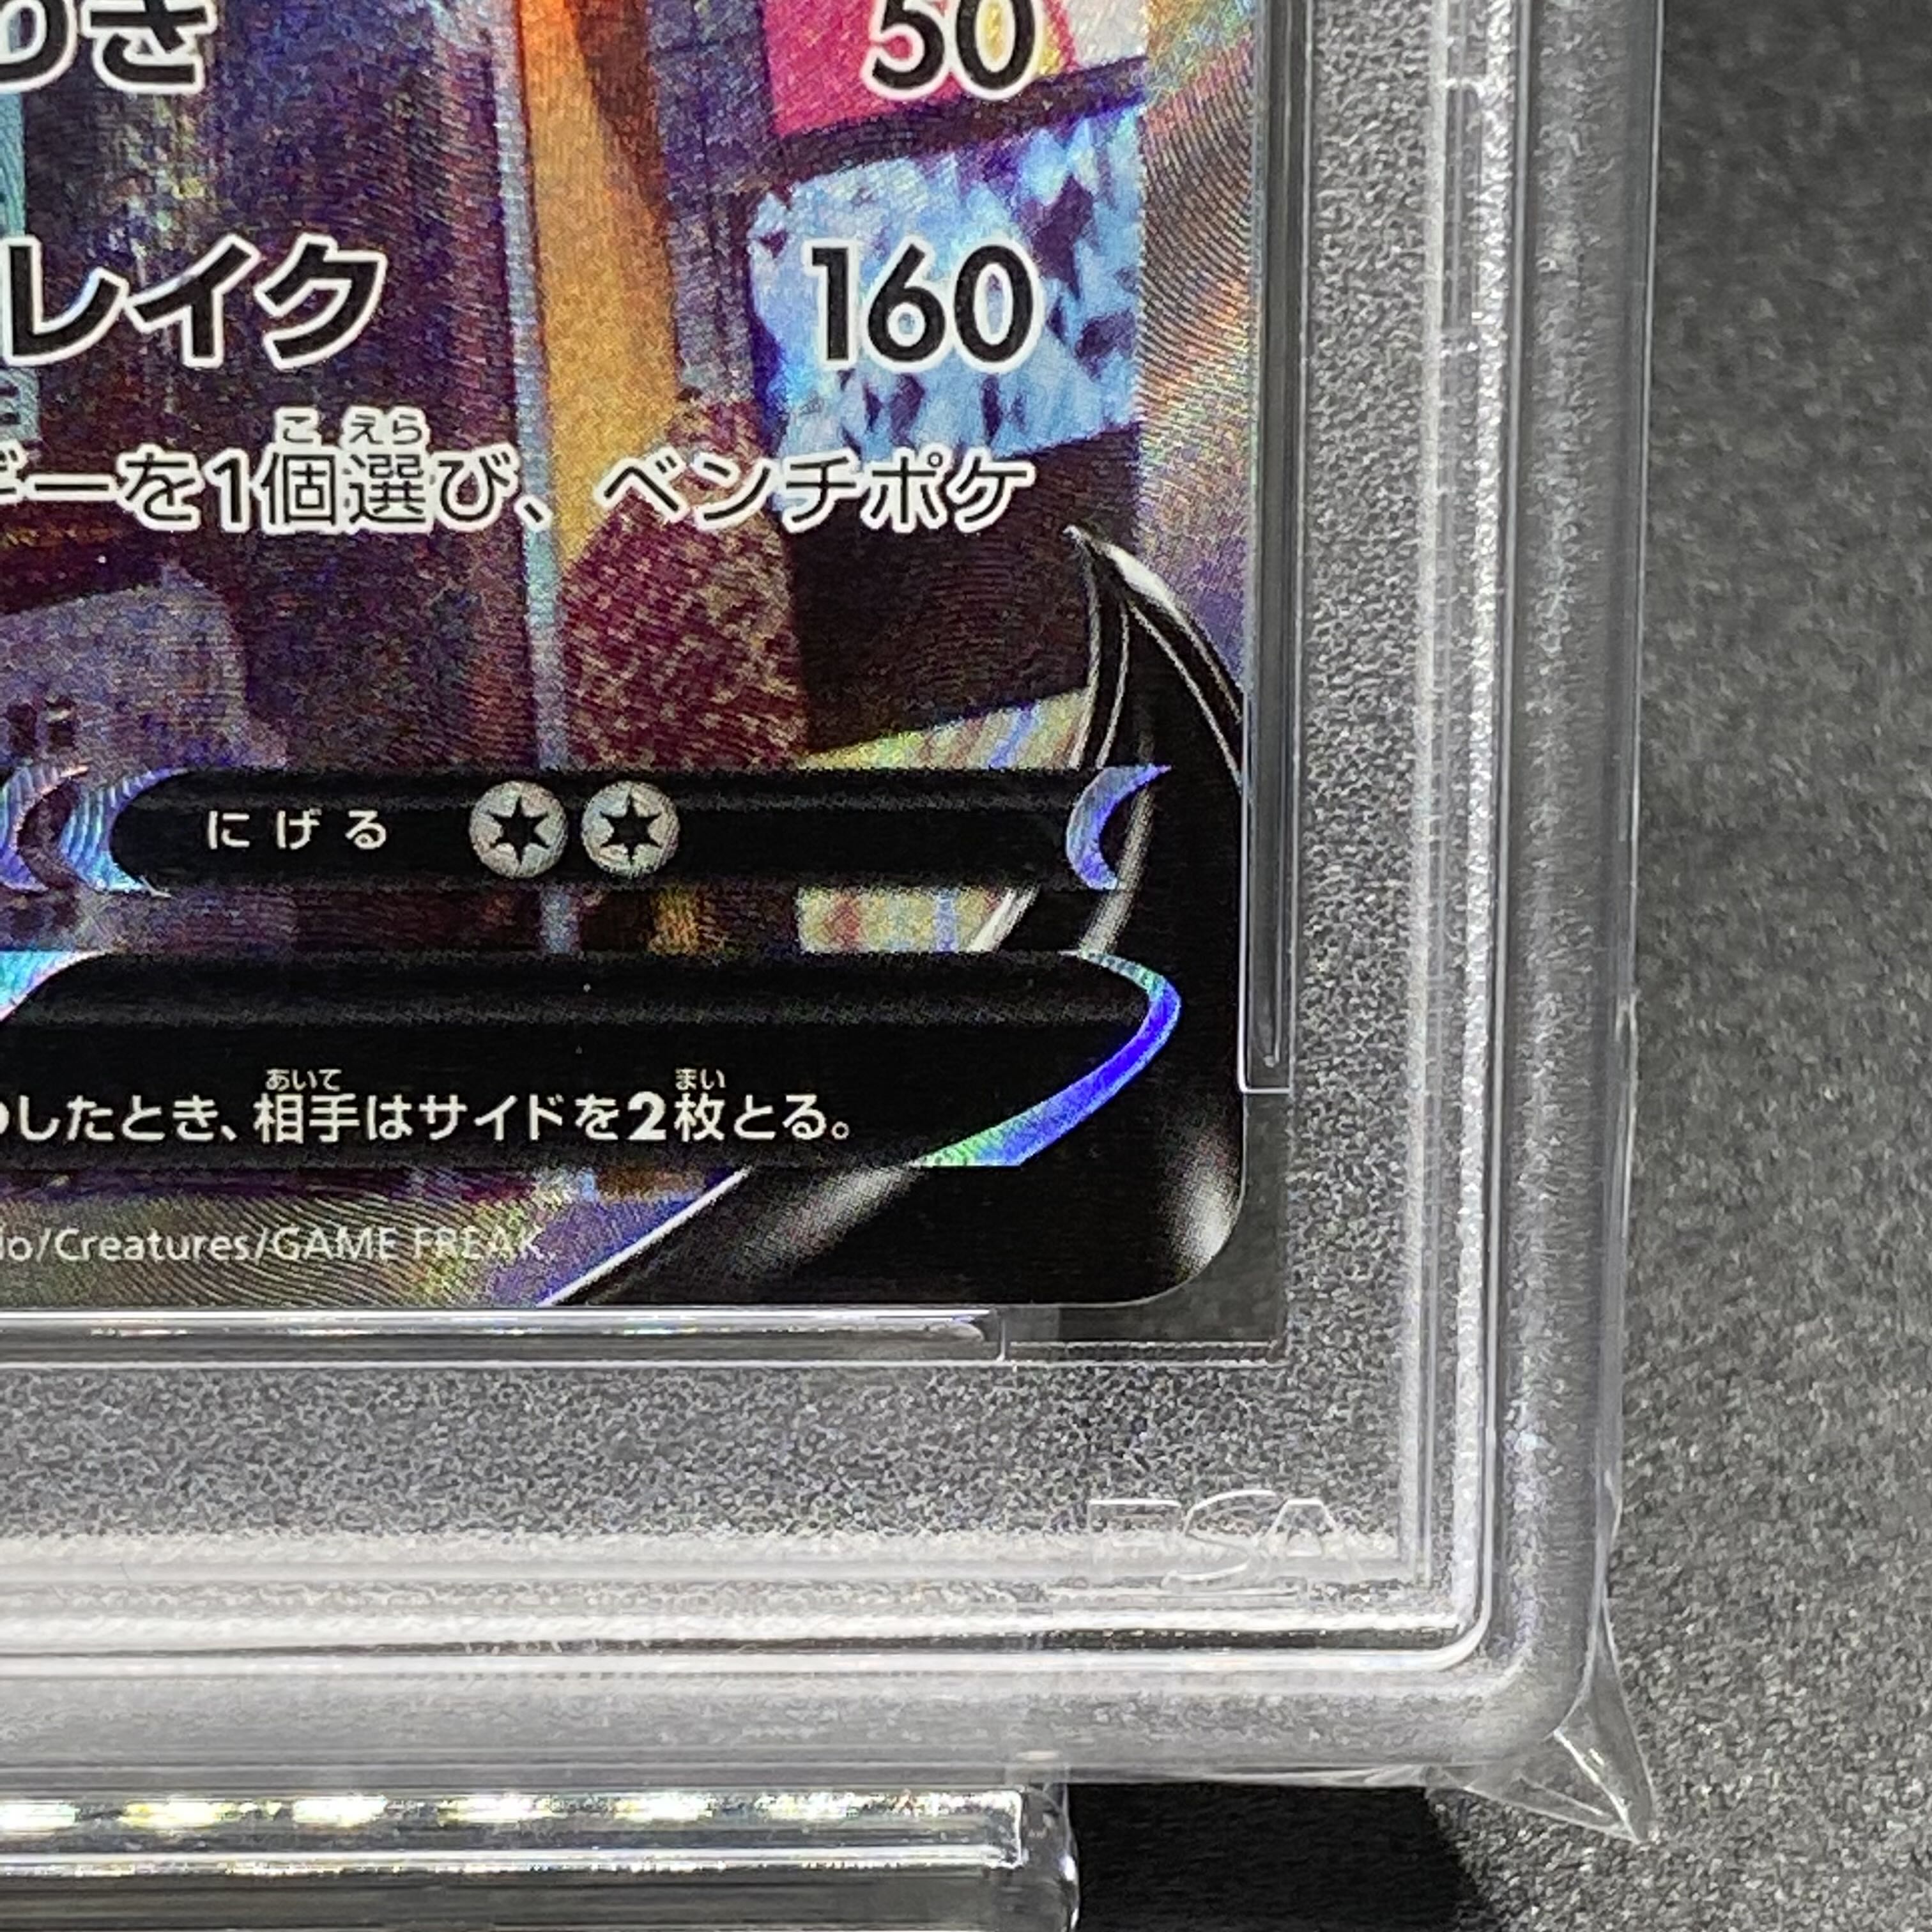 き 50
レイク 160
こ えら
ギーを1個選び、ベンチポケ
にげる
あいて まい
したとき、相手はサイドを2枚とる。
/Creatures/GAME FREAK.
PSA